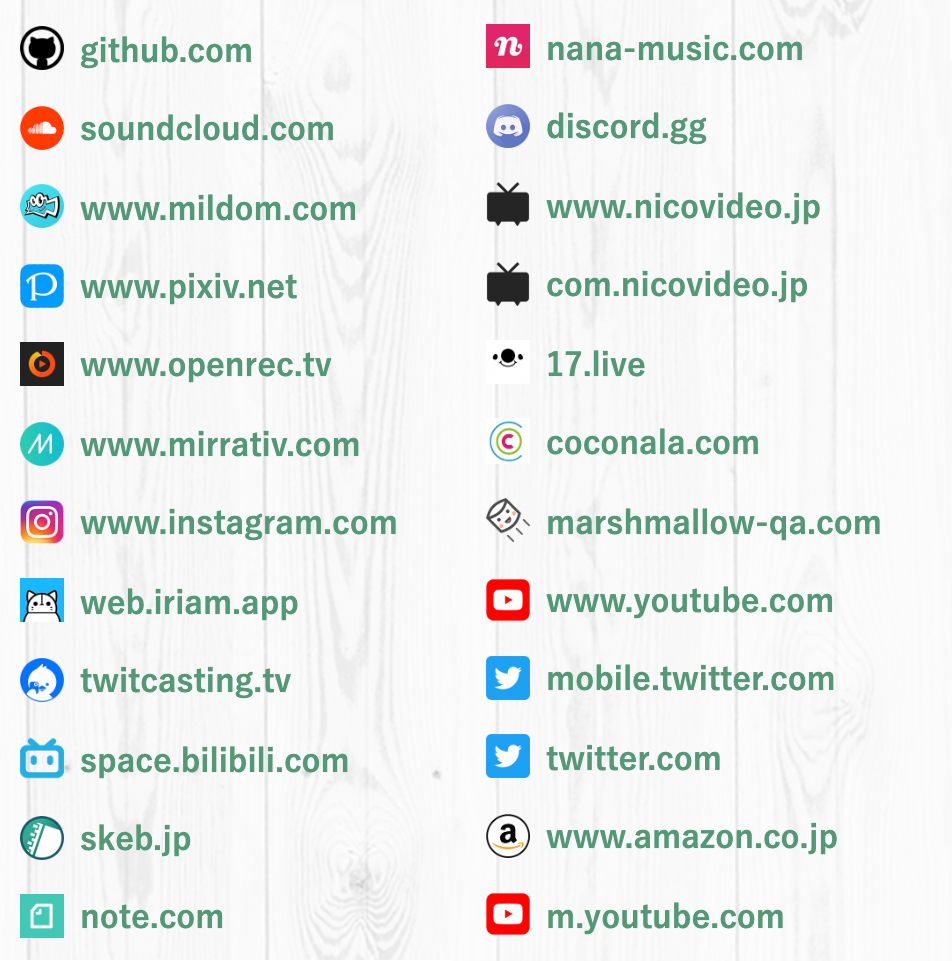 github.com
soundcloud.com
www.mildom.com
www.pixiv.net
www.openrec.tv
www.mirrativ.com
www.instagram.com
web.iriam.app
twitcasting.tv
space.bilibili.com
skeb.jp
note.com
nana-music.com
discord.gg
www.nicovideo.jp
com.nicovideo.jp
17.live
coconala.com
marshmallow-qa.com
www.youtube.com
mobile.twitter.com
twitter.com
www.amazon.co.jp
m.youtube.com